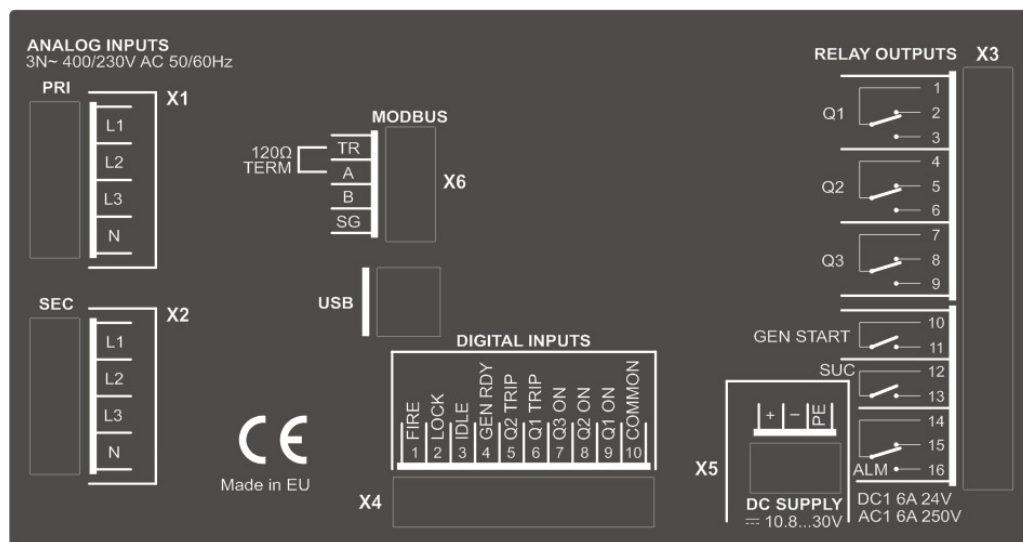 ANALOG INPUTS
3N~ 400/230V AC 50/60Hz
PRI
X1
L1
L2
L3
N
SEC
X2
L1
L2
L3
N
MODBUS
120Ω
TERM
TR
A
B
SG
X6
USB
CE
Made in EU
DIGITAL INPUTS
FIRE
LOCK
IDLE
GEN RDY
Q2 TRIP
Q1 TRIP
Q3 ON
Q2 ON
Q1 ON
COMMON
1 2 3 4 5 6 7 8 9 10
X4
X5
+ − PE
DC SUPPLY
⎓ 10.8...30V
RELAY OUTPUTS X3
Q1
1
2
3
Q2
4
5
6
Q3
7
8
9
GEN START
10
11
SUC
12
13
14
15
ALM 16
DC1 6A 24V
AC1 6A 250V